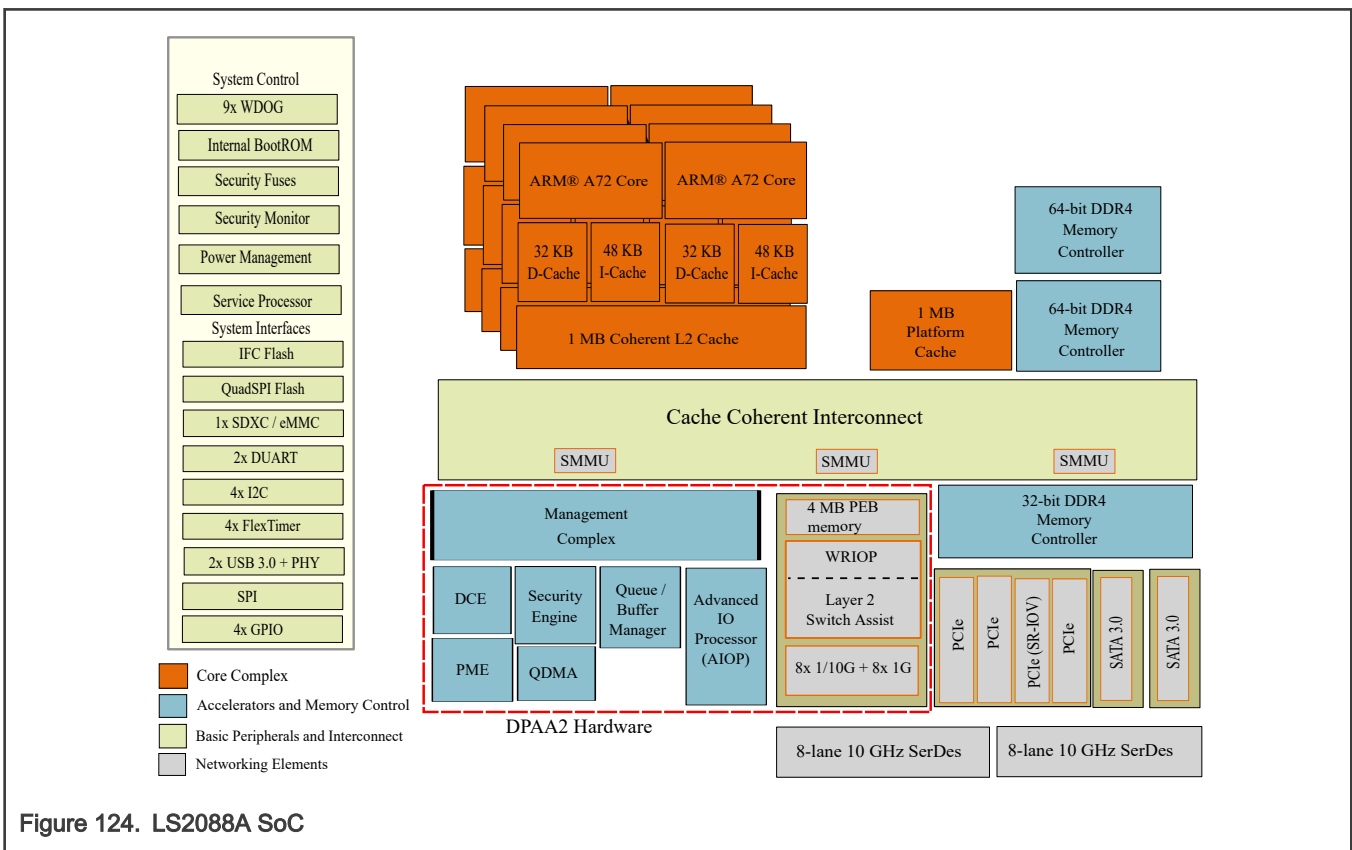 System Control
9x WDOG
Internal BootROM
Security Fuses
Security Monitor
Power Management
Service Processor
System Interfaces
IFC Flash
QuadSPI Flash
1x SDXC / eMMC
2x DUART
4x I2C
4x FlexTimer
2x USB 3.0 + PHY
SPI
4x GPIO
ARM® A72 Core
ARM® A72 Core
32 KB
D-Cache
48 KB
I-Cache
32 KB
D-Cache
48 KB
I-Cache
1 MB Coherent L2 Cache
64-bit DDR4
Memory
Controller
1 MB
Platform
Cache
64-bit DDR4
Memory
Controller
Cache Coherent Interconnect
SMMU
SMMU
SMMU
Management
Complex
DCE
Security
Engine
Queue /
Buffer
Manager
Advanced
IO
Processor
(AIOP)
PME
QDMA
DPAA2 Hardware
4 MB PEB
memory
WRIOP
Layer 2
Switch Assist
8x 1/10G + 8x 1G
32-bit DDR4
Memory
Controller
PCIe
PCIe
PCIe (SR-IOV)
PCIe
SATA 3.0
SATA 3.0
8-lane 10 GHz SerDes
8-lane 10 GHz SerDes
Core Complex
Accelerators and Memory Control
Basic Peripherals and Interconnect
Networking Elements
Figure 124. LS2088A SoC